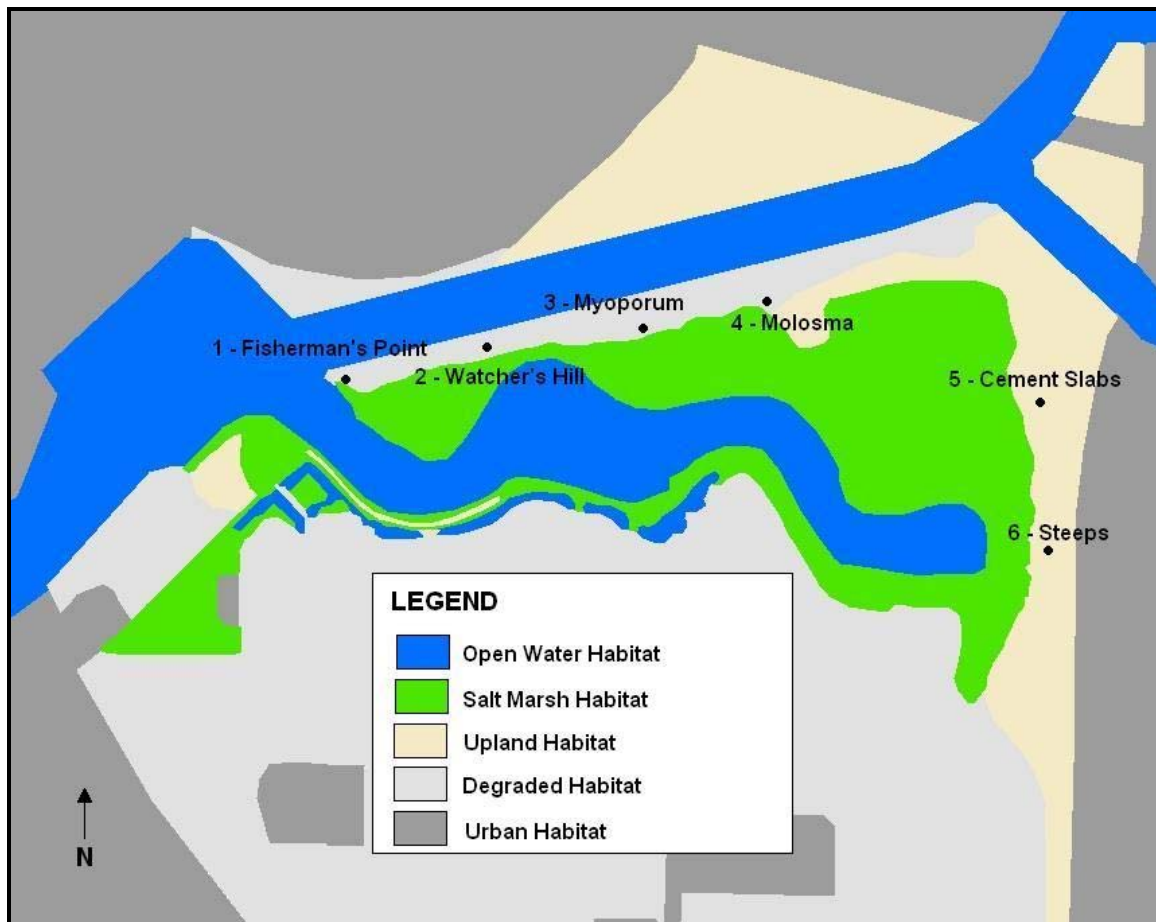 3 - Myoporum
4 - Molosma
1 - Fisherman's Point
2 - Watcher's Hill
5 - Cement Slabs
6 - Steeps
LEGEND
Open Water Habitat
Salt Marsh Habitat
Upland Habitat
Degraded Habitat
Urban Habitat
N